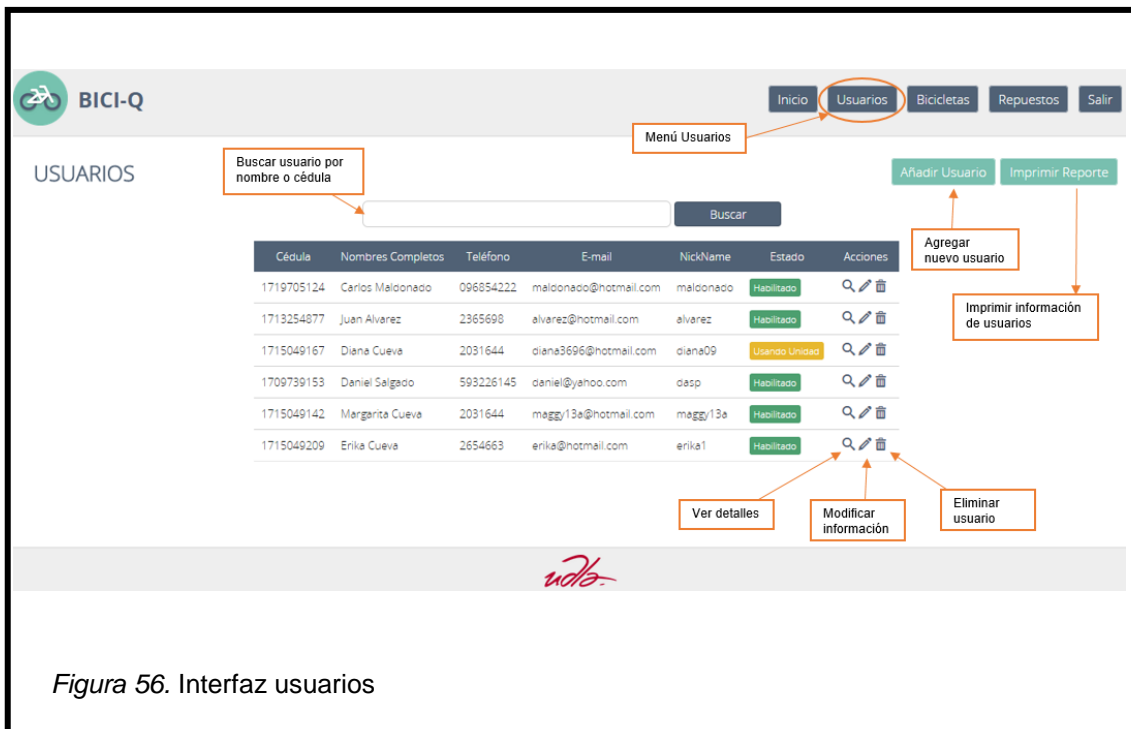 BICI-Q
Inicio Usuarios Bicicletas Repuestos Salir
Menú Usuarios
USUARIOS
Buscar usuario por
nombre o cédula
Añadir Usuario Imprimir Reporte
Buscar
Agregar
nuevo usuario
Imprimir información
de usuarios
Cédula Nombres Completos Teléfono E-mail NickName Estado Acciones
1719705124 Carlos Maldonado 096854222 maldonado@hotmail.com maldonado Habilitado
1713254877 Juan Alvarez 2365698 alvarez@hotmail.com alvarez Habilitado
1715049167 Diana Cueva 2031644 diana3696@hotmail.com diana09 Usando Unidad
1709739153 Daniel Salgado 593226145 daniel@yahoo.com dasp Habilitado
1715049142 Margarita Cueva 2031644 maggy13a@hotmail.com maggy13a Habilitado
1715049209 Erika Cueva 2654663 erika@hotmail.com erika1 Habilitado
Ver detalles
Modificar
información
Eliminar
usuario
udla-
Figura 56. Interfaz usuarios